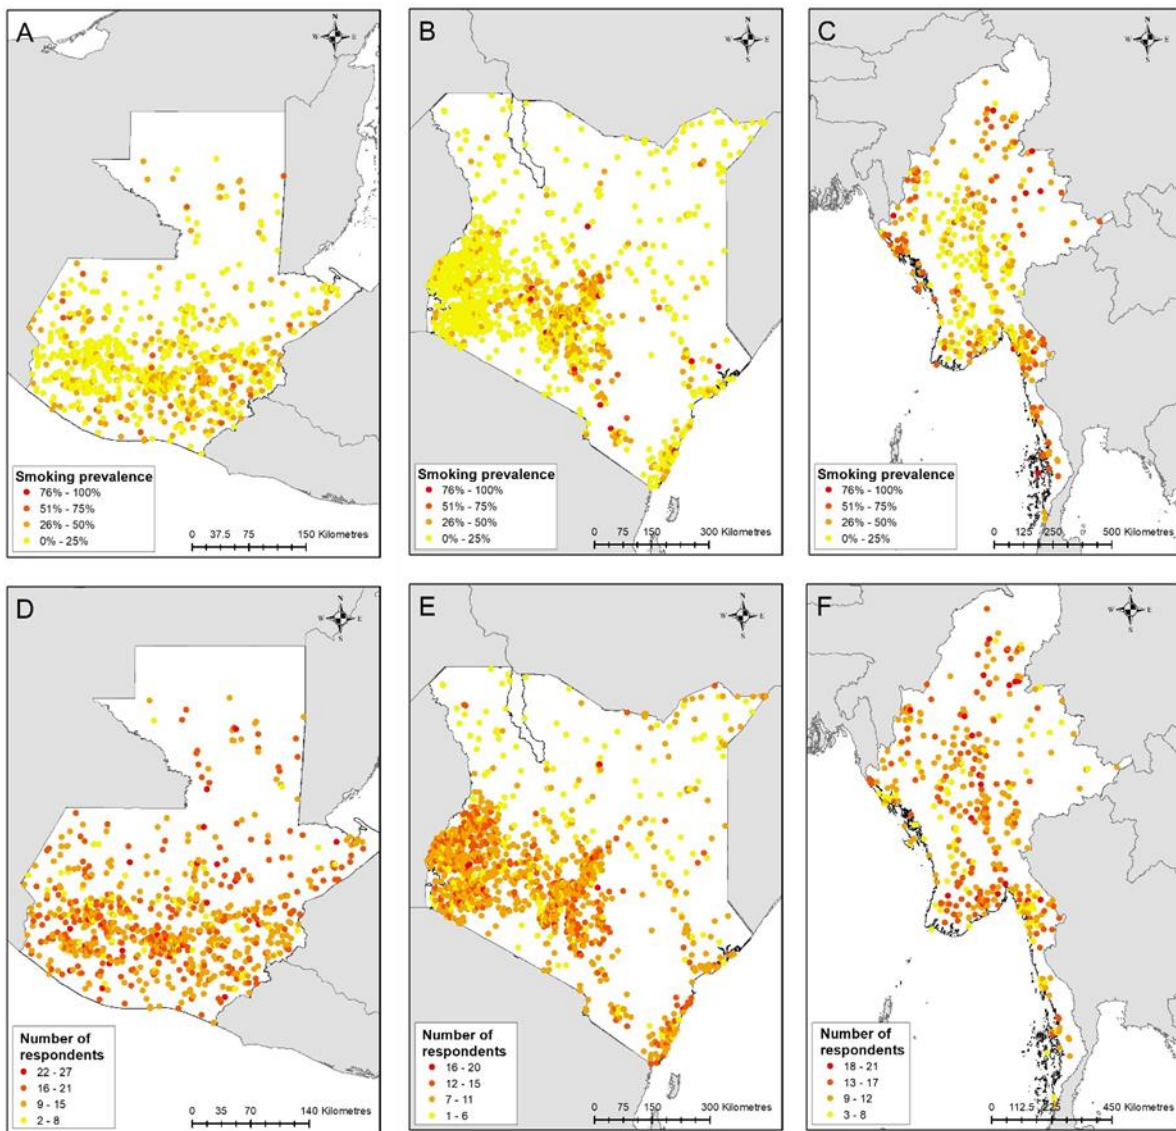 A
N
W E
S
Smoking prevalence
76% - 100%
51% - 75%
26% - 50%
0% - 25%
0 37.5 75 150 Kilometres
B
N
W E
S
Smoking prevalence
76% - 100%
51% - 75%
26% - 50%
0% - 25%
0 75 150 300 Kilometres
C
N
W E
S
Smoking prevalence
76% - 100%
51% - 75%
26% - 50%
0% - 25%
0 125 250 500 Kilometres
D
N
W E
S
Number of
respondents
22 - 27
16 - 21
9 - 15
2 - 8
0 35 70 140 Kilometres
E
N
W E
S
Number of
respondents
16 - 20
12 - 15
7 - 11
1 - 6
0 75 150 300 Kilometres
F
N
W E
S
Number of
respondents
18 - 21
13 - 17
9 - 12
3 - 8
0 112.5 225 450 Kilometres